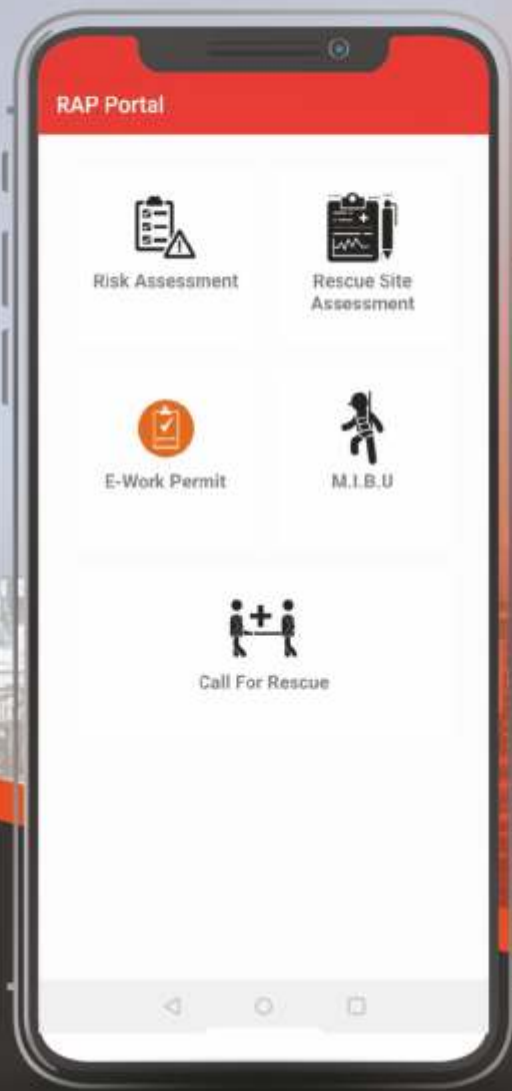 RAP Portal
Risk Assessment
Rescue Site
Assessment
E-Work Permit
M.I.B.U
Call For Rescue